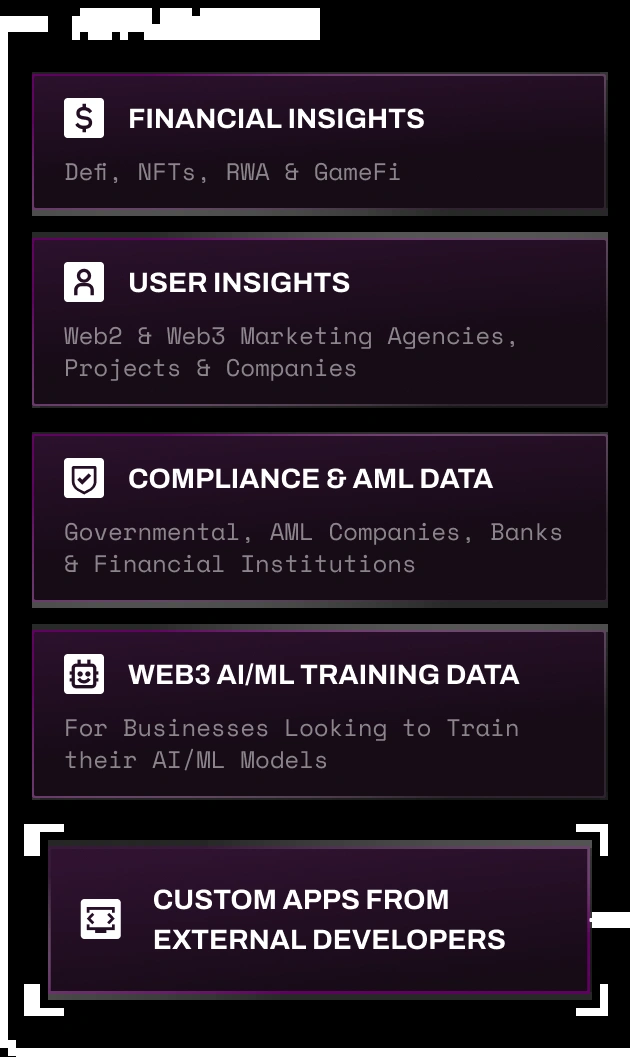 FINANCIAL INSIGHTS
Defi, NFTs, RWA & GameFi
USER INSIGHTS
Web2 & Web3 Marketing Agencies,
Projects & Companies
COMPLIANCE & AML DATA
Governmental, AML Companies, Banks
& Financial Institutions
WEB3 AI/ML TRAINING DATA
For Businesses Looking to Train
their AI/ML Models
CUSTOM APPS FROM
EXTERNAL DEVELOPERS